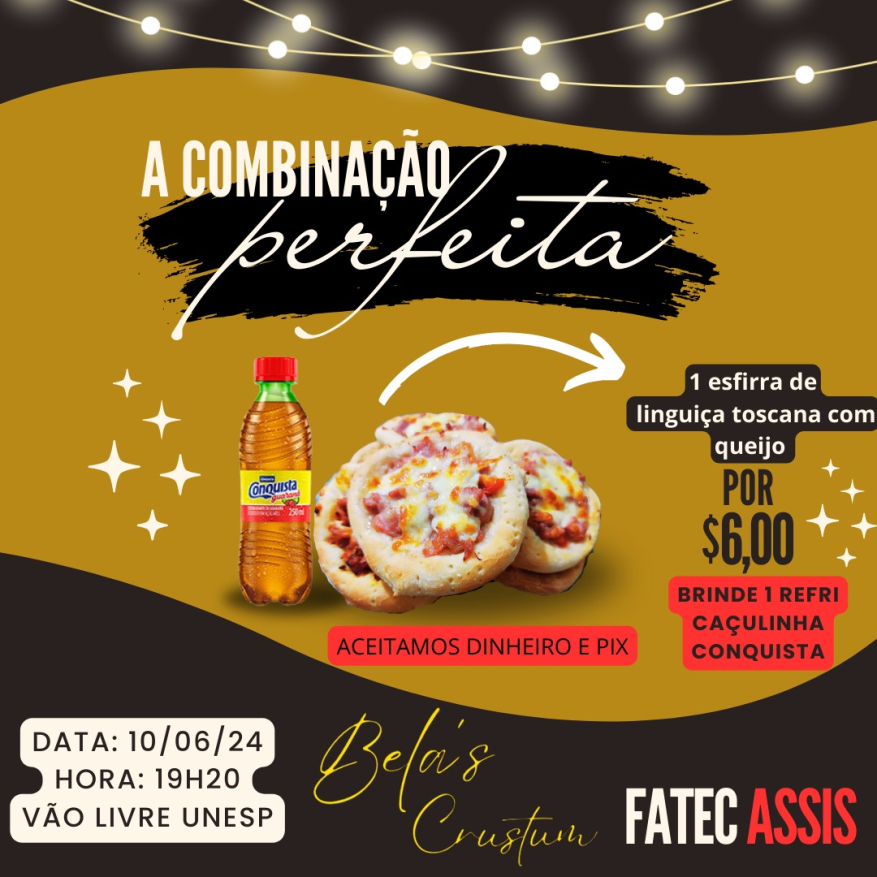 A COMBINAÇÃO
perfeita
1 esfirra de
linguiça toscana com
queijo
POR
$6,00
BRINDE 1 REFRI
CAÇULINHA
CONQUISTA
Conquista
guaraná
250ml
ACEITAMOS DINHEIRO E PIX
DATA: 10/06/24
HORA: 19H20
VÃO LIVRE UNESP
Bela's
Crustum
FATEC ASSIS